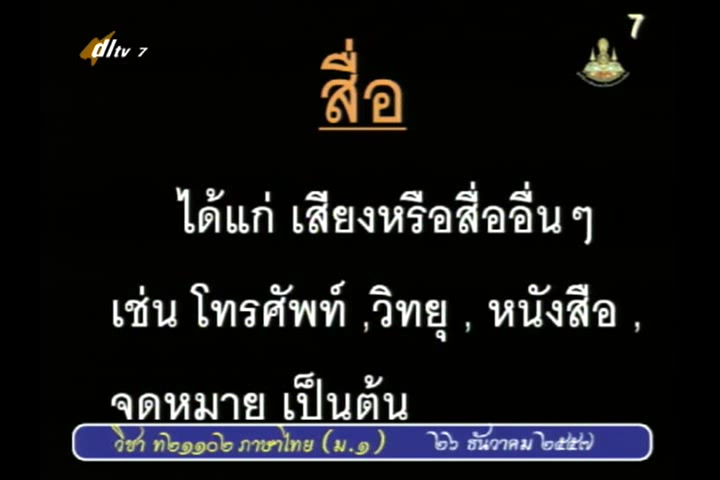 dltv 7
7
สื่อ
ได้แก่ เสียงหรือสื่ออื่นๆ
เช่น โทรศัพท์ ,วิทยุ , หนังสือ ,
จดหมาย เป็นต้น
วิชา ท๒๑๑๐๒ ภาษาไทย (ม.๑) ๒๖ ธันวาคม ๒๕๕๗